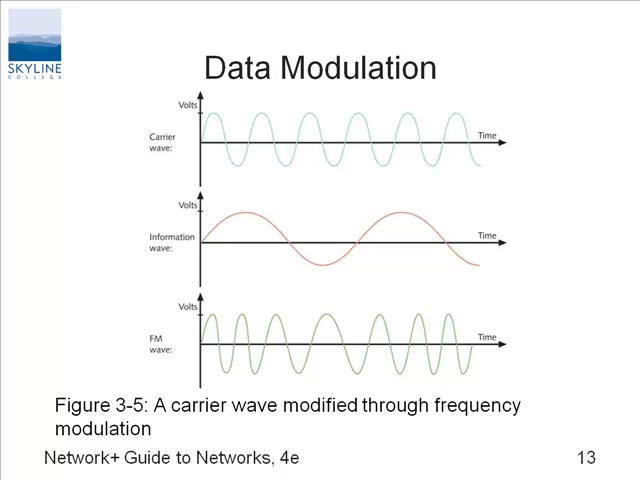 SKYLINE
COLLEGE
Data Modulation
Volts
Carrier
wave:
Time
Volts
Information
wave:
Time
Volts
FM
wave:
Time
Figure 3-5: A carrier wave modified through frequency
modulation
Network+ Guide to Networks, 4e
13